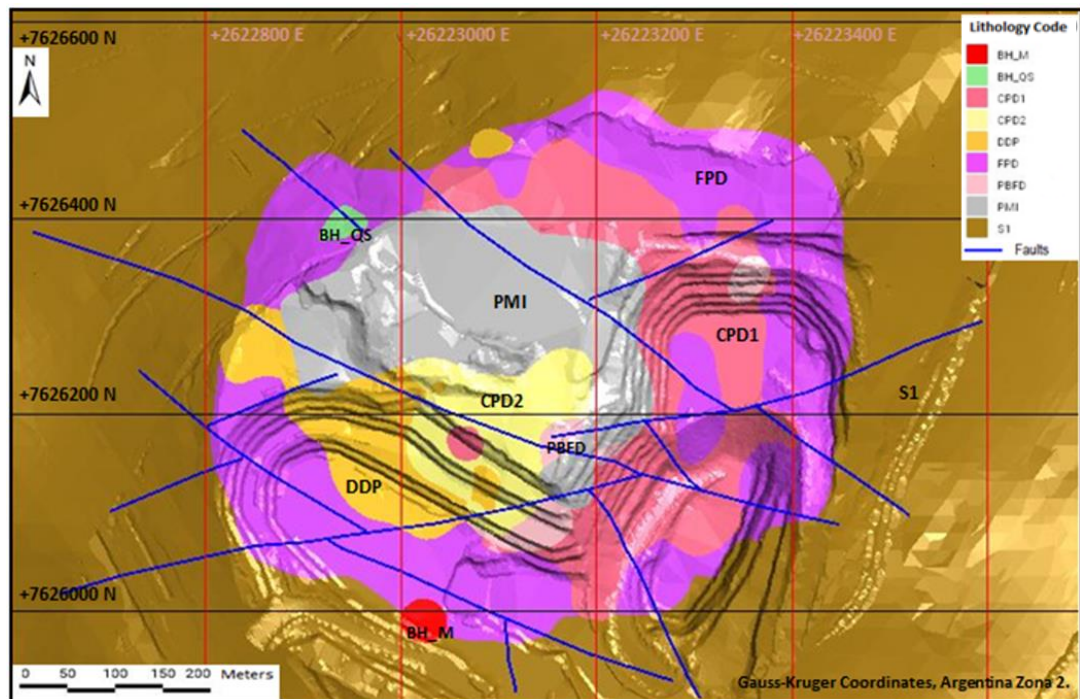 +7626600 N
+26222800 E
+26223000 E
+26223200 E
+26223400 E
Lithology Code
BH_M
BH_QS
CPD1
CPD2
DDP
FPD
PBFD
PMI
S1
Faults
N
FPD
+7626400 N
BH_QS
PMI
CPD1
+7626200 N
CPD2
S1
PBFD
DDP
+7626000 N
BH_M
0 50 100 150 200 Meters
Gauss-Kruger Coordinates, Argentina Zona 2.